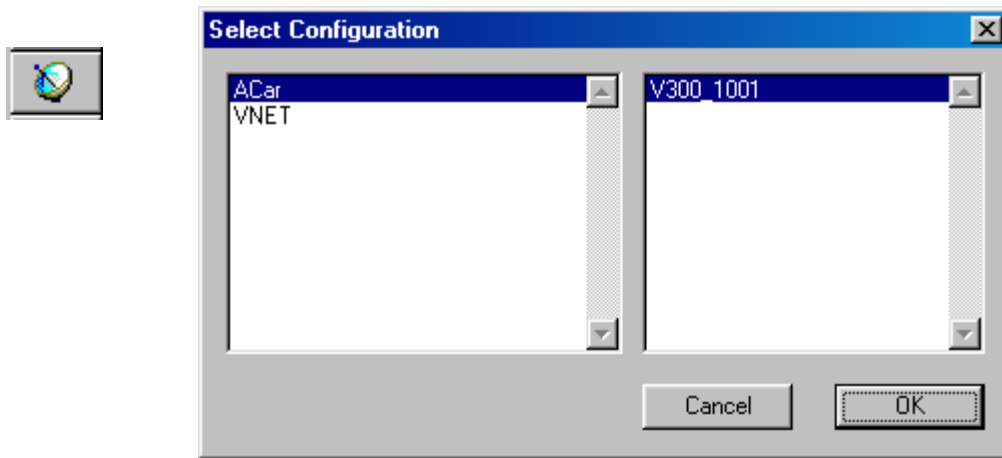 Select Configuration
ACar
VNET
V300_1001
Cancel
OK